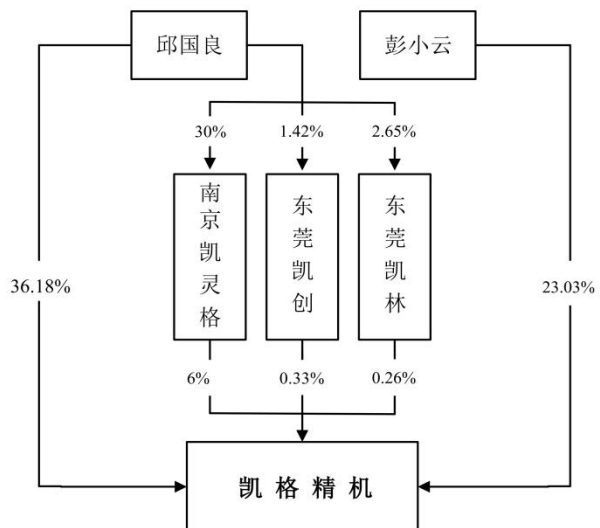 邱国良
彭小云
30%
1.42%
2.65%
南京凯灵格
东莞凯创
东莞凯林
36.18%
23.03%
6%
0.33%
0.26%
凯格精机